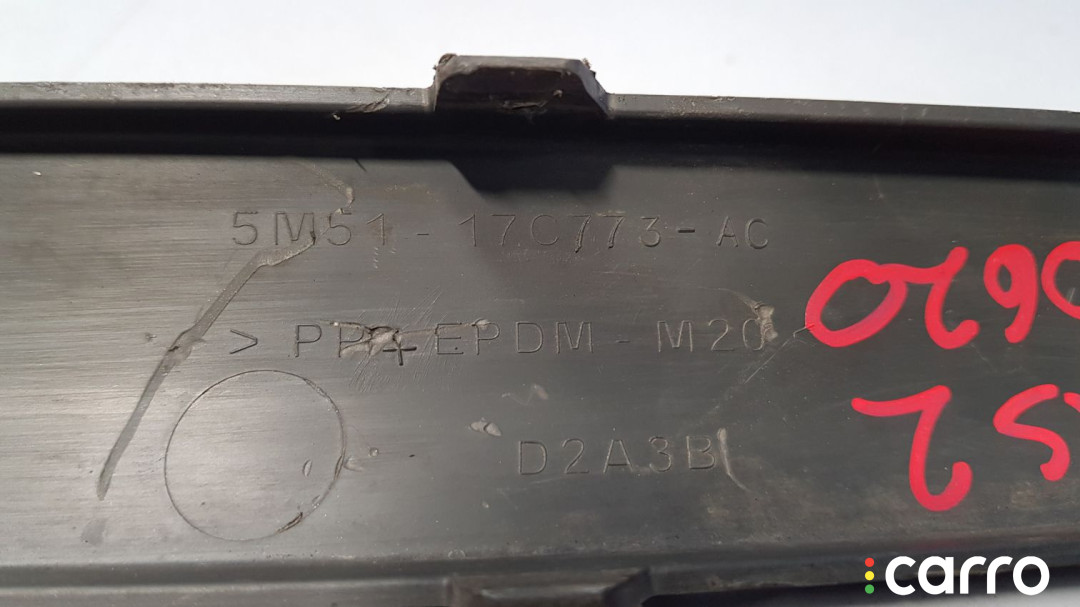 5M51-17C773-AC
> PP+EPDM-M20
D2A3B
carro